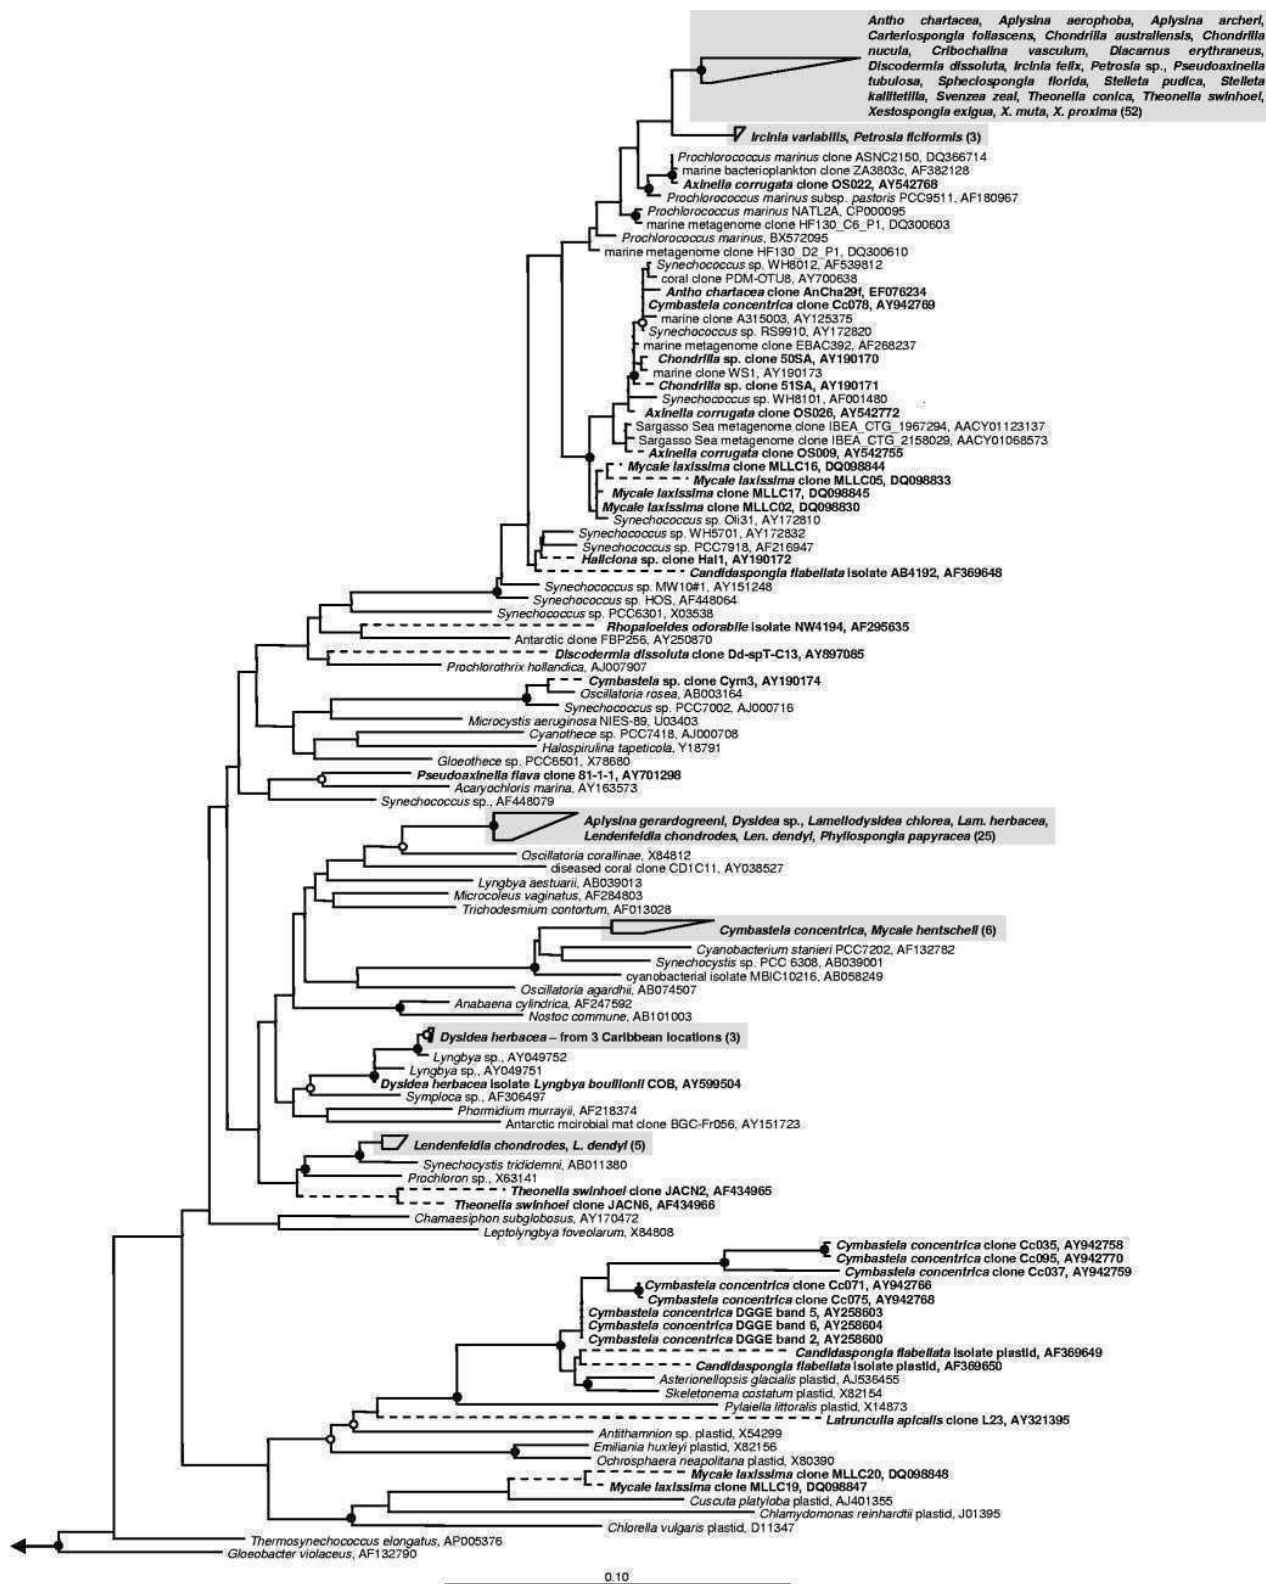 Antho chartacea, Aplysina aerophoba, Aplysina archeri,
Carteriospongia foliascens, Chondrilla australiensis, Chondrilla
nucula, Cribochalina vasculum, Diacarnus erythraneus,
Discodermia dissoluta, Ircinia felix, Petrosia sp., Pseudoaxinella
tubulosa, Spheciospongia florida, Stelleta pudica, Stelleta
kallitetilla, Svenzea zeai, Theonella conica, Theonella swinhoei,
Xestospongia exigua, X. muta, X. proxima (52)
Ircinia variabilis, Petrosia ficiformis (3)
Prochlorococcus marinus clone ASNC2150, DQ366714
marine bacterioplankton clone ZA3803c, AF382128
Axinella corrugata clone OS022, AY542768
Prochlorococcus marinus subsp. pastoris PCC9511, AF180967
Prochlorococcus marinus NATL2A, CP000095
marine metagenome clone HF130_C6_P1, DQ300603
Prochlorococcus marinus, BX572095
marine metagenome clone HF130_D2_P1, DQ300610
Synechococcus sp. WH8012, AF539812
coral clone PDM-OTU8, AY700638
Antho chartacea clone AnCha29f, EF076234
Cymbastela concentrica clone Cc078, AY942769
marine clone A315003, AY125375
Synechococcus sp. RS9910, AY172820
marine metagenome clone EBAC392, AF268237
Chondrilla sp. clone 50SA, AY190170
marine clone WS1, AY190173
Chondrilla sp. clone 51SA, AY190171
Synechococcus sp. WH8101, AF001480
Axinella corrugata clone OS026, AY542772
Sargasso Sea metagenome clone IBEA_CTG_1967294, AACY01123137
Sargasso Sea metagenome clone IBEA_CTG_2158029, AACY01068573
Axinella corrugata clone OS009, AY542755
Mycale laxissima clone MLLC16, DQ098844
Mycale laxissima clone MLLC05, DQ098833
Mycale laxissima clone MLLC17, DQ098845
Mycale laxissima clone MLLC02, DQ098830
Synechococcus sp. Oli31, AY172810
Synechococcus sp. WH5701, AY172832
Synechococcus sp. PCC7918, AF216947
Haliclona sp. clone Hal1, AY190172
Candidaspongia flabellata isolate AB4192, AF369648
Synechococcus sp. MW10#1, AY151248
Synechococcus sp. HOS, AF448064
Synechococcus sp. PCC6301, X03538
Rhopaloeides odorabile isolate NW4194, AF295635
Antarctic clone FBP256, AY250870
Discodermia dissoluta clone Dd-spT-C13, AY897085
Prochlorothrix hollandica, AJ007907
Cymbastela sp. clone Cym3, AY190174
Oscillatoria rosea, AB003164
Synechococcus sp. PCC7002, AJ000716
Microcystis aeruginosa NIES-89, U03403
Cyanothece sp. PCC7418, AJ000708
Halospirulina tapeticola, Y18791
Gloeothece sp. PCC6501, X78680
Pseudoaxinella flava clone 81-1-1, AY701298
Acaryochloris marina, AY163573
Synechococcus sp., AF448079
Aplysina gerardogreeni, Dysidea sp., Lamellodysidea chlorea, Lam. herbacea,
Lendenfeldia chondrodes, Len. dendyi, Phyllospongia papyracea (25)
Oscillatoria corallinae, X84812
diseased coral clone CD1C11, AY038527
Lyngbya aestuarii, AB039013
Microcoleus vaginatus, AF284803
Trichodesmium contortum, AF013028
Cymbastela concentrica, Mycale hentscheli (6)
Cyanobacterium stanieri PCC7202, AF132782
Synechocystis sp. PCC 6308, AB039001
cyanobacterial isolate MBIC10216, AB058249
Oscillatoria agardhii, AB074507
Anabaena cylindrica, AF247592
Nostoc commune, AB101003
Dysidea herbacea – from 3 Caribbean locations (3)
Lyngbya sp., AY049752
Lyngbya sp., AY049751
Dysidea herbacea isolate Lyngbya bouillonii COB, AY599504
Symploca sp., AF306497
Phormidium murrayii, AF218374
Antarctic mcirobial mat clone BGC-Fr056, AY151723
Lendenfeldia chondrodes, L. dendyi (5)
Synechocystis trididemni, AB011380
Prochloron sp., X63141
Theonella swinhoei clone JACN2, AF434965
Theonella swinhoei clone JACN6, AF434966
Chamaesiphon subglobosus, AY170472
Leptolyngbya foveolarum, X84808
Cymbastela concentrica clone Cc035, AY942758
Cymbastela concentrica clone Cc095, AY942770
Cymbastela concentrica clone Cc037, AY942759
Cymbastela concentrica clone Cc071, AY942766
Cymbastela concentrica clone Cc075, AY942768
Cymbastela concentrica DGGE band 5, AY258603
Cymbastela concentrica DGGE band 6, AY258604
Cymbastela concentrica DGGE band 2, AY258600
Candidaspongia flabellata isolate plastid, AF369649
Candidaspongia flabellata isolate plastid, AF369650
Asterionellopsis glacialis plastid, AJ536455
Skeletonema costatum plastid, X82154
Pylaiella littoralis plastid, X14873
Latrunculia apicalis clone L23, AY321395
Antithamnion sp. plastid, X54299
Emiliania huxleyi plastid, X82156
Ochrosphaera neapolitana plastid, X80390
Mycale laxissima clone MLLC20, DQ098848
Mycale laxissima clone MLLC19, DQ098847
Cuscuta platyloba plastid, AJ401355
Chlamydomonas reinhardtii plastid, J01395
Chlorella vulgaris plastid, D11347
Thermosynechococcus elongatus, AP005376
Gloeobacter violaceus, AF132790
0.10